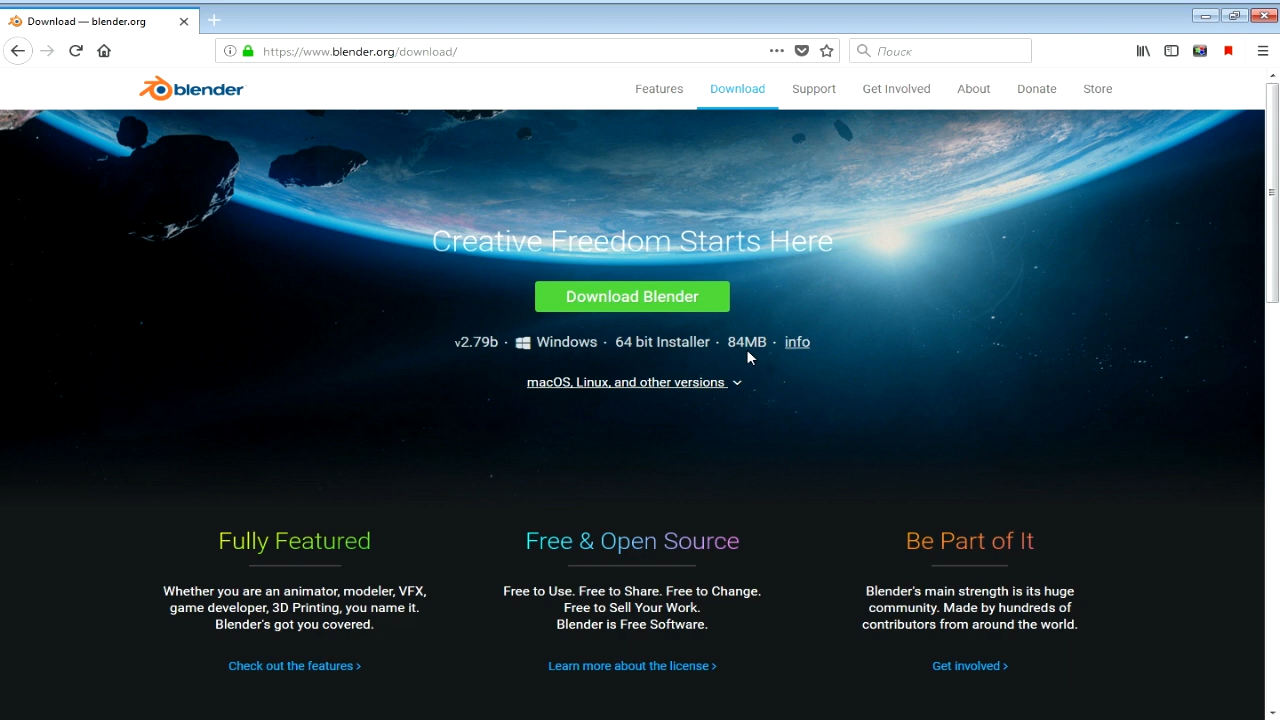 Download — blender.org
https://www.blender.org/download/
Поиск
blender
Features Download Support Get Involved About Donate Store
Creative Freedom Starts Here
Download Blender
v2.79b · Windows · 64 bit Installer · 84MB · info
macOS, Linux, and other versions
Fully Featured
Whether you are an animator, modeler, VFX,
game developer, 3D Printing, you name it.
Blender's got you covered.
Check out the features >
Free & Open Source
Free to Use. Free to Share. Free to Change.
Free to Sell Your Work.
Blender is Free Software.
Learn more about the license >
Be Part of It
Blender's main strength is its huge
community. Made by hundreds of
contributors from around the world.
Get involved >